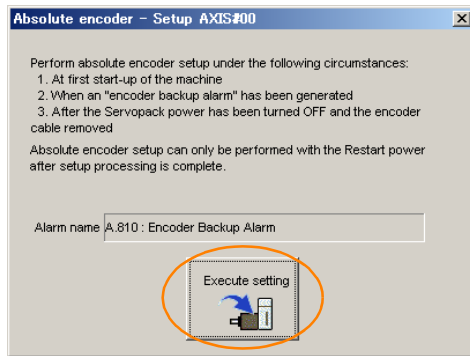 Absolute encoder - Setup AXIS#00
Perform absolute encoder setup under the following circumstances:
1. At first start-up of the machine
2. When an "encoder backup alarm" has been generated
3. After the Servopack power has been turned OFF and the encoder
cable removed
Absolute encoder setup can only be performed with the Restart power
after setup processing is complete.
Alarm name A.810 : Encoder Backup Alarm
Execute setting